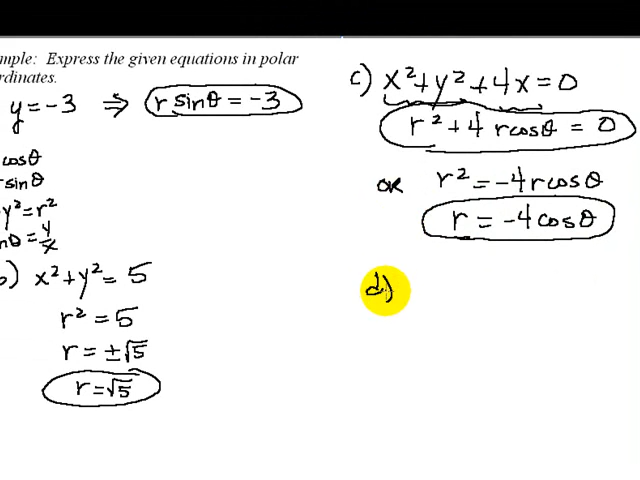 mple: Express the given equations in polar
rdinates.
y = -3 ⇒ r sinθ = -3
cosθ
r sinθ
y² = r²
nθ = y/x
b) x² + y² = 5
r² = 5
r = ±√5
r = √5
c) x² + y² + 4x = 0
r² + 4 r cosθ = 0
or r² = -4 r cosθ
r = -4 cosθ
d)